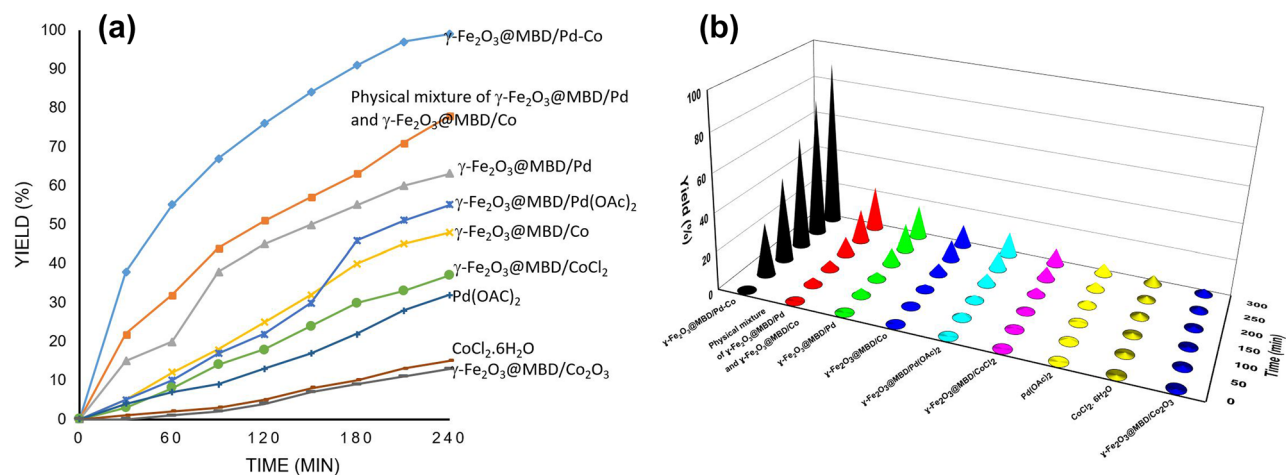 (a)
100
90
80
70
60
50
40
30
20
10
0
YIELD (%)
0
60
120
180
240
TIME (MIN)
γ-Fe₂O₃@MBD/Pd-Co
Physical mixture of γ-Fe₂O₃@MBD/Pd
and γ-Fe₂O₃@MBD/Co
γ-Fe₂O₃@MBD/Pd
γ-Fe₂O₃@MBD/Pd(OAc)₂
γ-Fe₂O₃@MBD/Co
γ-Fe₂O₃@MBD/CoCl₂
Pd(OAC)₂
CoCl₂.6H₂O
γ-Fe₂O₃@MBD/Co₂O₃
(b)
100
80
60
40
20
0
Yield (%)
γ-Fe₂O₃@MBD/Pd-Co
Physical mixture
of γ-Fe₂O₃@MBD/Pd
and γ-Fe₂O₃@MBD/Co
γ-Fe₂O₃@MBD/Pd
γ-Fe₂O₃@MBD/Co
γ-Fe₂O₃@MBD/Pd(OAc)₂
γ-Fe₂O₃@MBD/CoCl₂
Pd(OAc)₂
CoCl₂.6H₂O
γ-Fe₂O₃@MBD/Co₂O₃
300
250
200
150
100
50
0
Time (min)